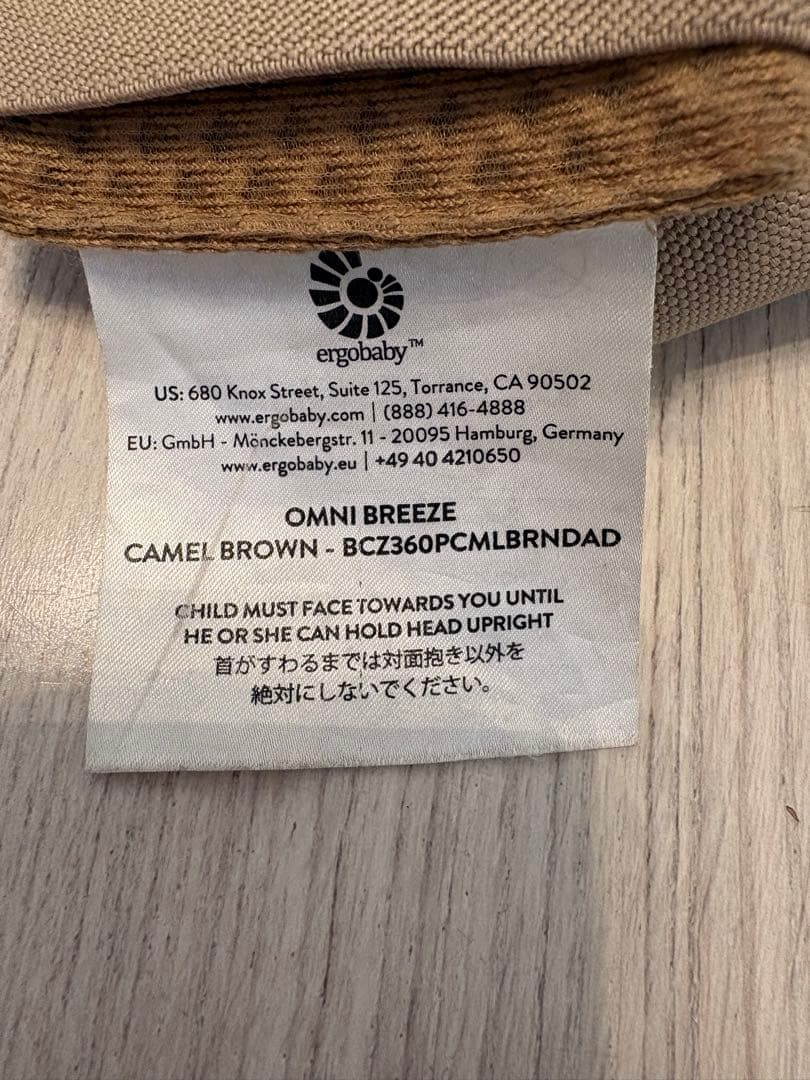 ergobaby™
US: 680 Knox Street, Suite 125, Torrance, CA 90502
www.ergobaby.com | (888) 416-4888
EU: GmbH - Mönckebergstr. 11 - 20095 Hamburg, Germany
www.ergobaby.eu | +49 40 4210650
OMNI BREEZE
CAMEL BROWN - BCZ360PCMLBRNDAD
CHILD MUST FACE TOWARDS YOU UNTIL
HE OR SHE CAN HOLD HEAD UPRIGHT
首がすわるまでは対面抱き以外を
絶対にしないでください。